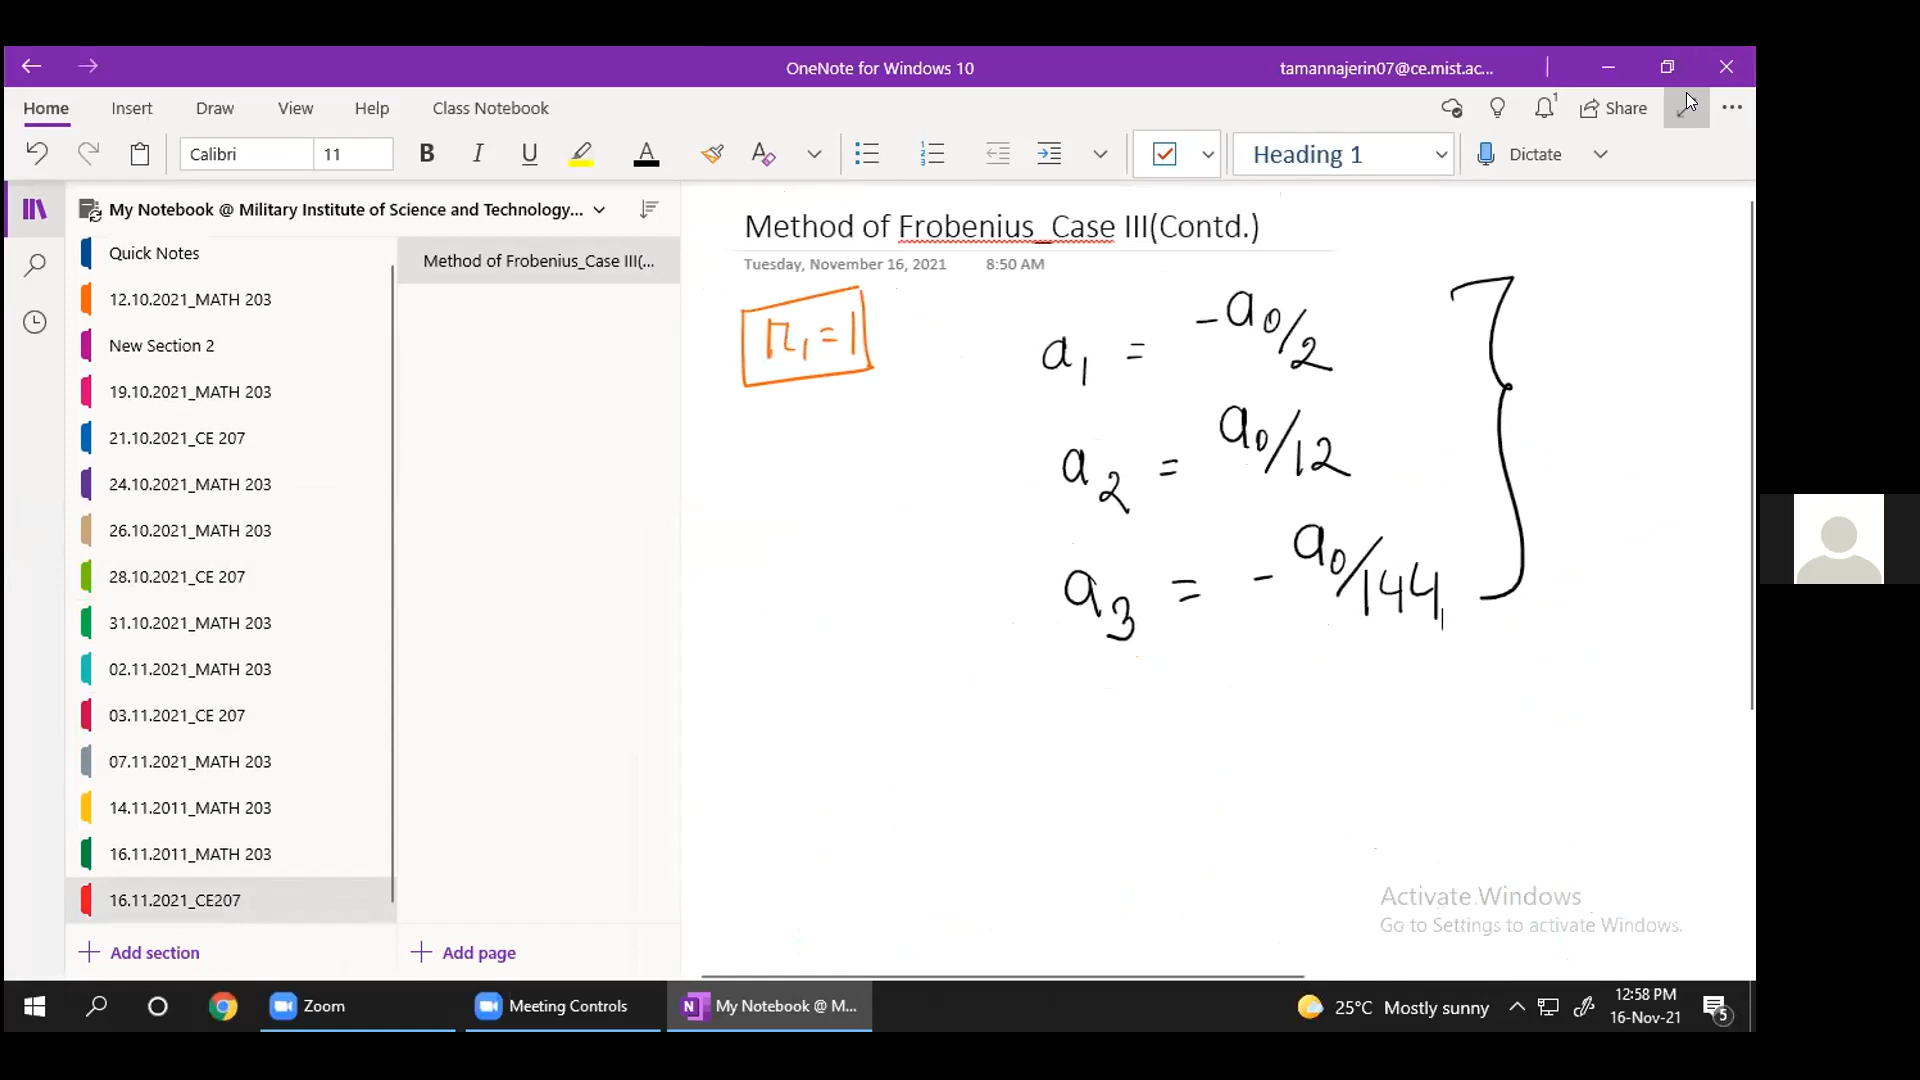 OneNote for Windows 10
tamannajerin07@ce.mist.ac...
Home Insert Draw View Help Class Notebook
1 Share
Calibri 11 B I U A A Heading 1 Dictate
My Notebook @ Military Institute of Science and Technology...
Quick Notes
12.10.2021_MATH 203
New Section 2
19.10.2021_MATH 203
21.10.2021_CE 207
24.10.2021_MATH 203
26.10.2021_MATH 203
28.10.2021_CE 207
31.10.2021_MATH 203
02.11.2021_MATH 203
03.11.2021_CE 207
07.11.2021_MATH 203
14.11.2011_MATH 203
16.11.2011_MATH 203
16.11.2021_CE207
Add section
Method of Frobenius_Case III(...
Add page
Method of Frobenius_Case III(Contd.)
Tuesday, November 16, 2021 8:50 AM
r₁ = 1
a₁ = -a₀/2
a₂ = a₀/12
a₃ = - a₀/144
Activate Windows
Go to Settings to activate Windows.
Zoom
Meeting Controls
N My Notebook @ M...
25°C Mostly sunny
12:58 PM
16-Nov-21
5